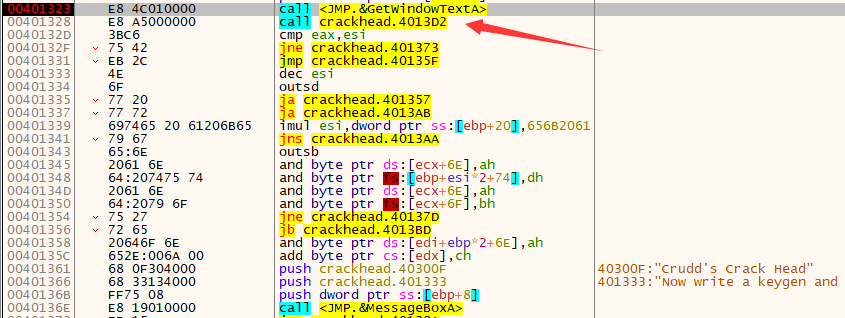 00401323 E8 4C010000 call <JMP.&GetWindowTextA>
00401328 E8 A5000000 call crackhead.4013D2
0040132D 3BC6 cmp eax,esi
0040132F 75 42 jne crackhead.401373
00401331 EB 2C jmp crackhead.40135F
00401333 4E dec esi
00401334 6F outsd
00401335 77 20 ja crackhead.401357
00401337 77 72 ja crackhead.4013AB
00401339 697465 20 61206B65 imul esi,dword ptr ss:[ebp+20],656B2061
00401341 79 67 jns crackhead.4013AA
00401343 65:6E outsb
00401345 2061 6E and byte ptr ds:[ecx+6E],ah
00401348 64:207475 74 and byte ptr fs:[ebp+esi*2+74],dh
0040134D 2061 6E and byte ptr ds:[ecx+6E],ah
00401350 64:2079 6F and byte ptr fs:[ecx+6F],bh
00401354 75 27 jne crackhead.40137D
00401356 72 65 jb crackhead.4013BD
00401358 20646F 6E and byte ptr ds:[edi+ebp*2+6E],ah
0040135C 652E:006A 00 add byte ptr cs:[edx],ch
00401361 68 0F304000 push crackhead.40300F 40300F:"Crudd's Crack Head"
00401366 68 33134000 push crackhead.401333 401333:"Now write a keygen and
0040136B FF75 08 push dword ptr ss:[ebp+8]
0040136E E8 19010000 call <JMP.&MessageBoxA>